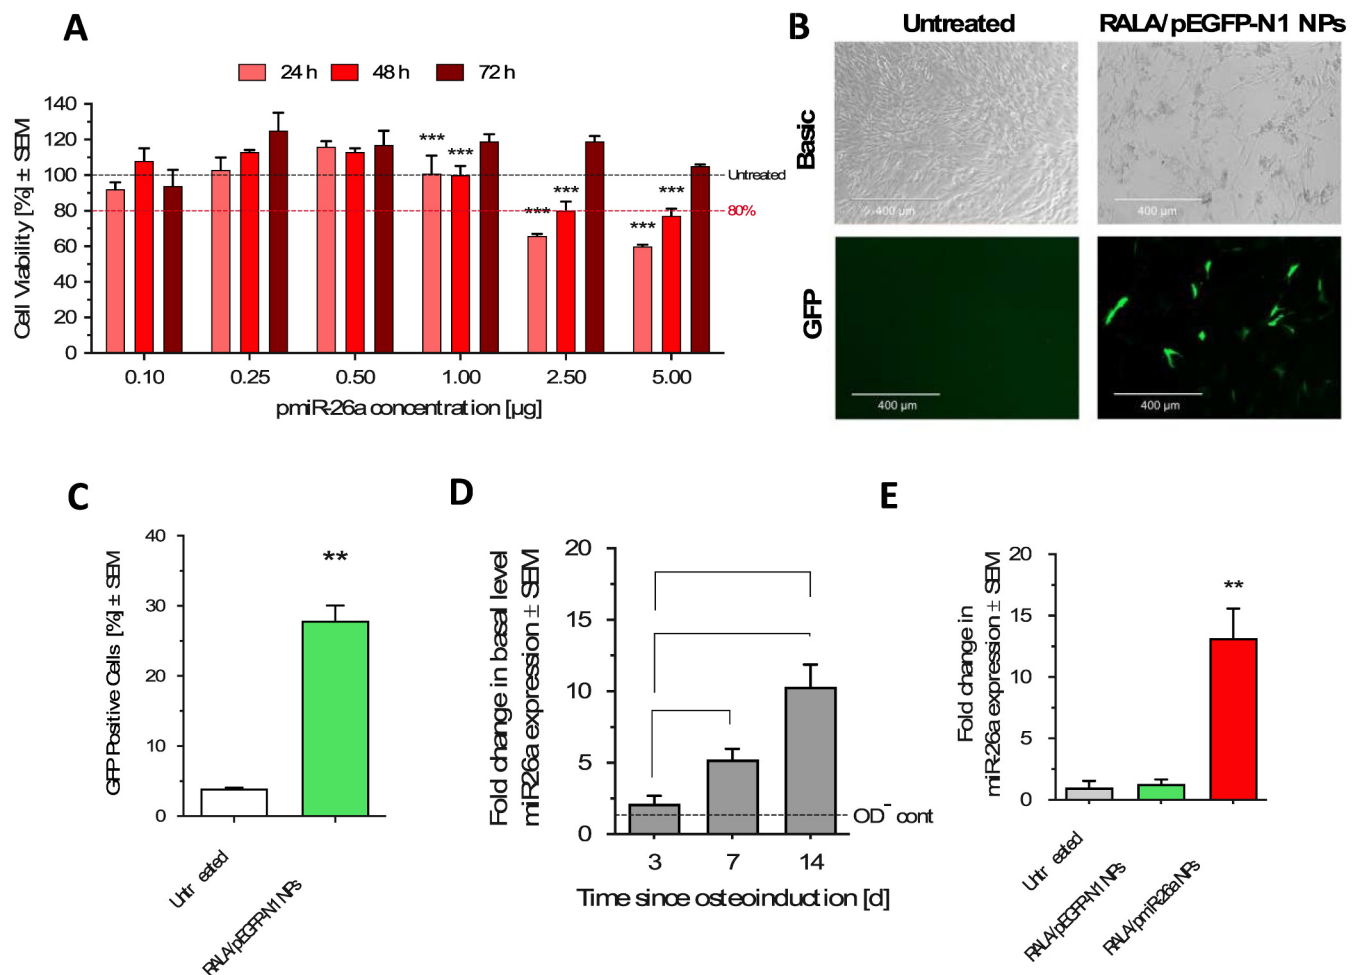 A
24 h 48 h 72 h
Cell Viability [%] ± SEM
140
120
100
80
60
40
20
0
*** ***
*** ***
*** ***
Untreated
80%
0.10 0.25 0.50 1.00 2.50 5.00
pmiR-26a concentration [µg]
B
Untreated RALA/pEGFP-N1 NPs
Basic
400 µm 400 µm
GFP
400 µm 400 µm
C
GFP Positive Cells [%] ± SEM
40
30
20
10
0
**
Untreated
RALA/pEGFP-N1 NPs
D
Fold change in basal level
miR26a expression ± SEM
20
15
10
5
0
OD⁻ cont
3 7 14
Time since osteoinduction [d]
E
Fold change in
miR-26a expression ± SEM
20
15
10
5
0
**
Untreated
RALA/pEGFP-N1 NPs
RALA/pmiR-26a NPs